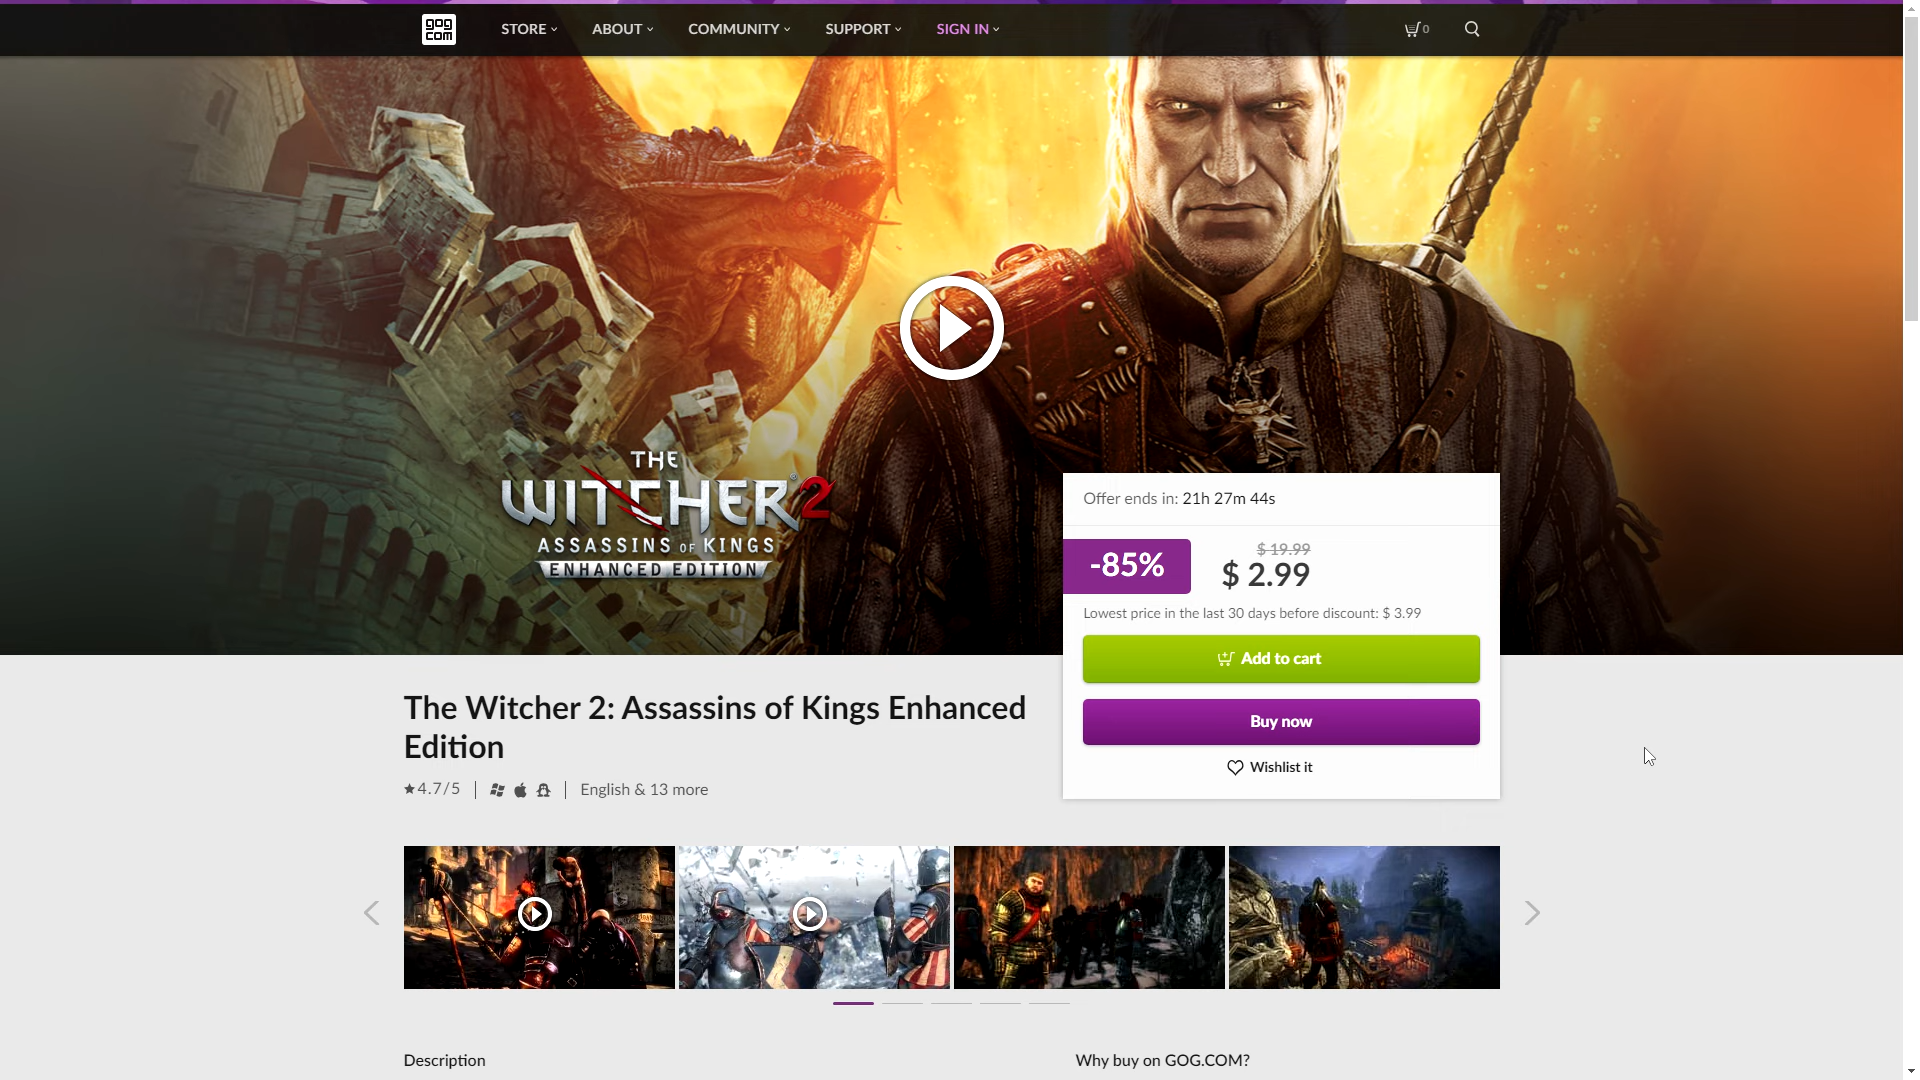 gog
com
STORE
ABOUT
COMMUNITY
SUPPORT
SIGN IN
0
THE
WITCHER® 2
ASSASSINS OF KINGS
ENHANCED EDITION
Offer ends in: 21h 27m 44s
-85%
$ 19.99
$ 2.99
Lowest price in the last 30 days before discount: $ 3.99
Add to cart
Buy now
Wishlist it
The Witcher 2: Assassins of Kings Enhanced
Edition
4.7/5
English & 13 more
Description
Why buy on GOG.COM?